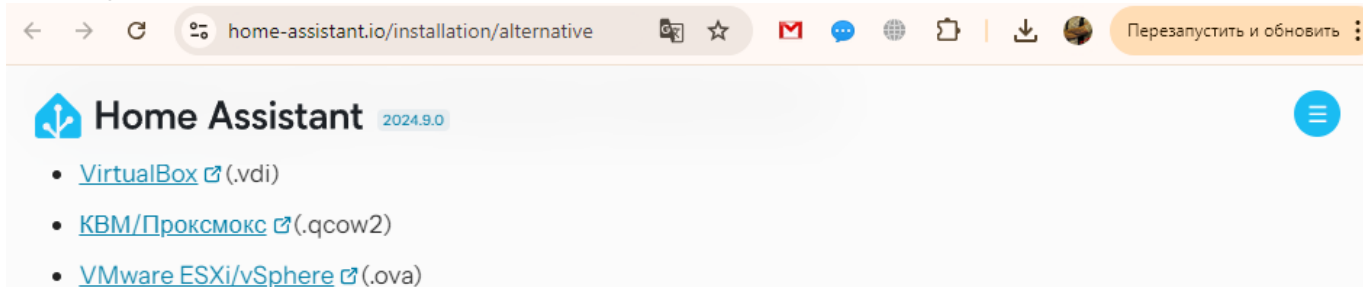 home-assistant.io/installation/alternative Перезапустить и обновить
Home Assistant 2024.9.0
VirtualBox (.vdi)
КВМ/Проксмокс (.qcow2)
VMware ESXi/vSphere (.ova)